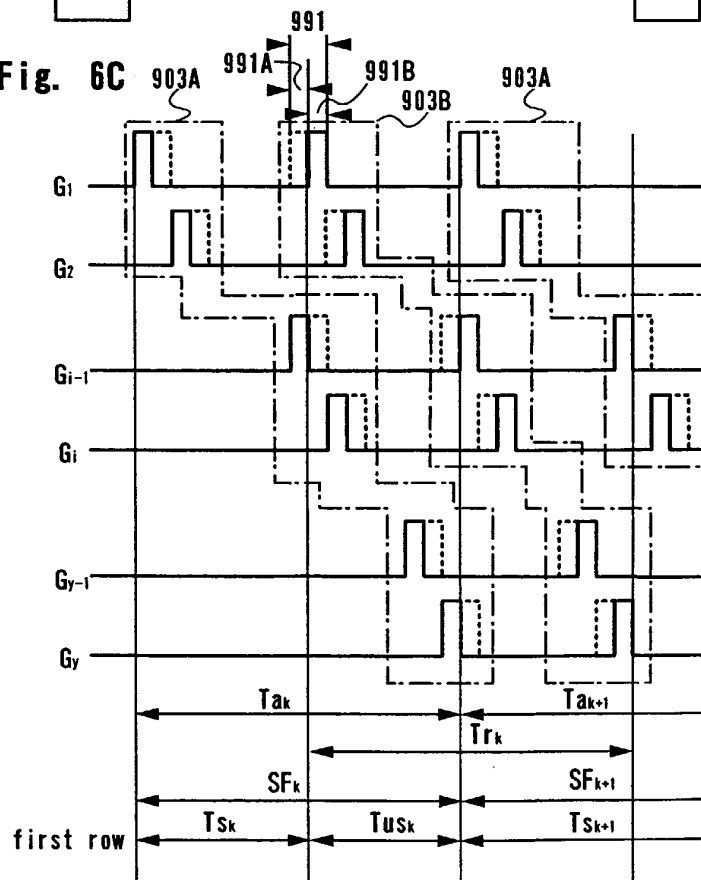 991
Fig. 6C
903A
991A
991B
903B
903A
G1
G2
Gi-1
Gi
Gy-1
Gy
Tak
Tak+1
Trk
SFk
SFk+1
first row
Tsk
Tusk
Tsk+1